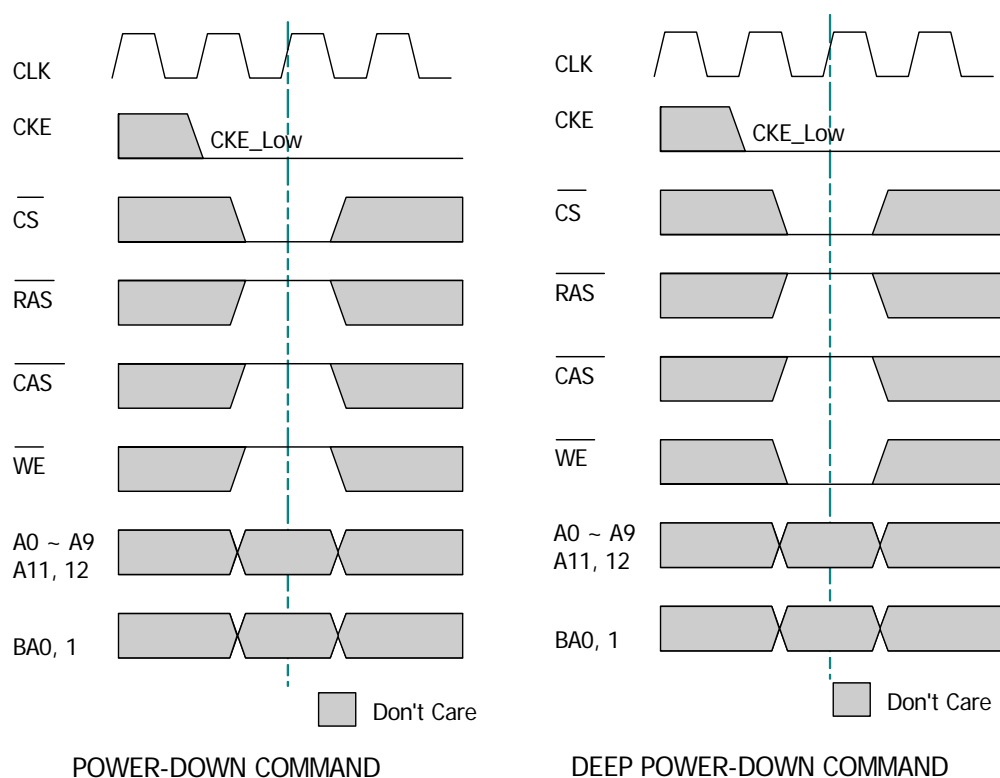 CLK
CKE
CKE_Low
CS
RAS
CAS
WE
A0 ~ A9
A11, 12
BA0, 1
Don't Care
POWER-DOWN COMMAND
CLK
CKE
CKE_Low
CS
RAS
CAS
WE
A0 ~ A9
A11, 12
BA0, 1
Don't Care
DEEP POWER-DOWN COMMAND